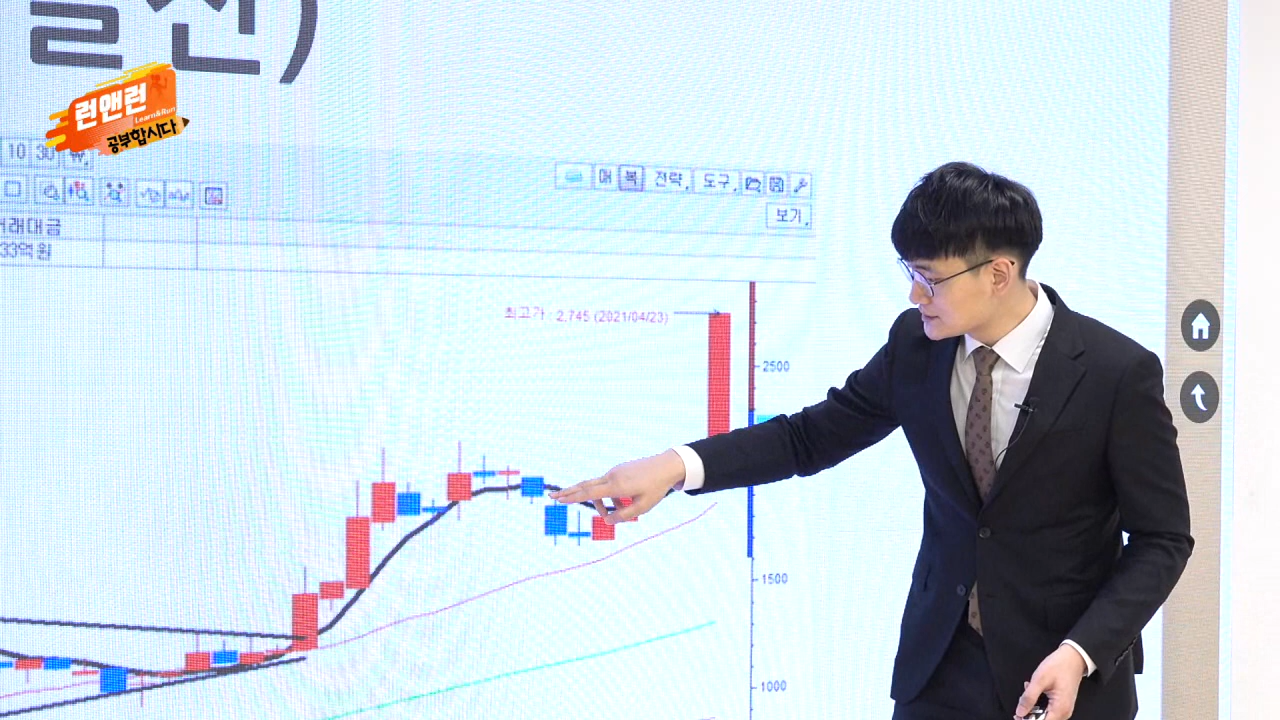 런앤런
Learn&Run
공부합시다
10 30
매 복 전략 도구
보기
거래대금
33억원
최고가 : 2,745 (2021/04/23)
2500
1500
1000